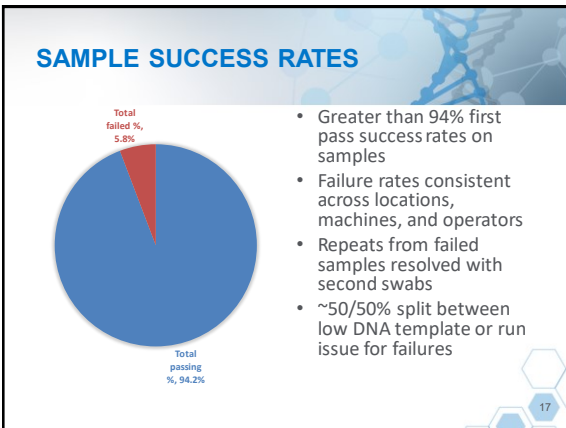 SAMPLE SUCCESS RATES
Total
failed %,
5.8%
Total
passing
%, 94.2%
• Greater than 94% first
pass success rates on
samples
• Failure rates consistent
across locations,
machines, and operators
• Repeats from failed
samples resolved with
second swabs
• ~50/50% split between
low DNA template or run
issue for failures
17